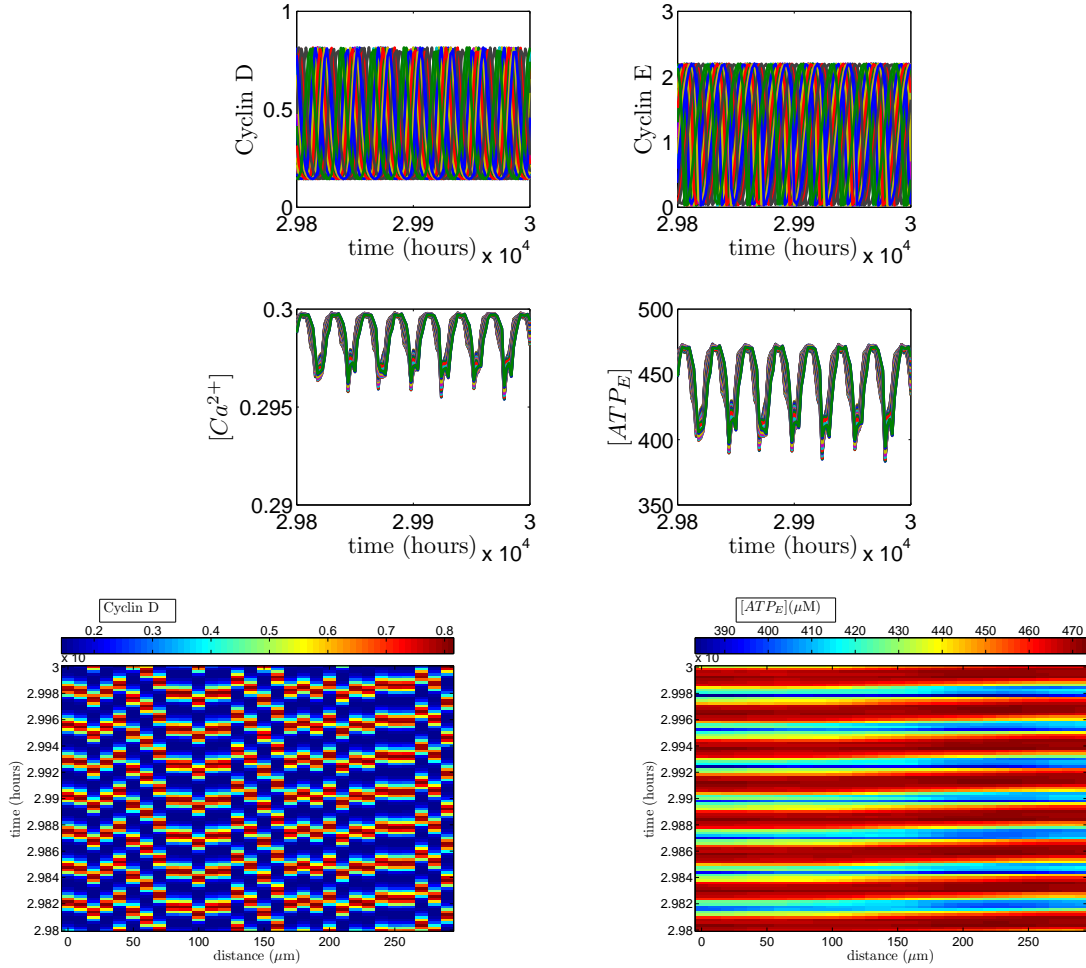 1
0.5
0
Cyclin D
2.98
2.99
3
time (hours)
x 10^4
3
2
1
0
Cyclin E
2.98
2.99
3
time (hours)
x 10^4
0.3
0.295
0.29
[Ca^{2+}]
2.98
2.99
3
time (hours)
x 10^4
500
450
400
350
[ATP_E]
2.98
2.99
3
time (hours)
x 10^4
Cyclin D
0.2 0.3 0.4 0.5 0.6 0.7 0.8
x 10
3
2.998
2.996
2.994
2.992
2.99
2.988
2.986
2.984
2.982
2.98
time (hours)
0 50 100 150 200 250
distance (μm)
[ATP_E](μM)
390 400 410 420 430 440 450 460 470
x 10
3
2.998
2.996
2.994
2.992
2.99
2.988
2.986
2.984
2.982
2.98
time (hours)
0 50 100 150 200 250
distance (μm)